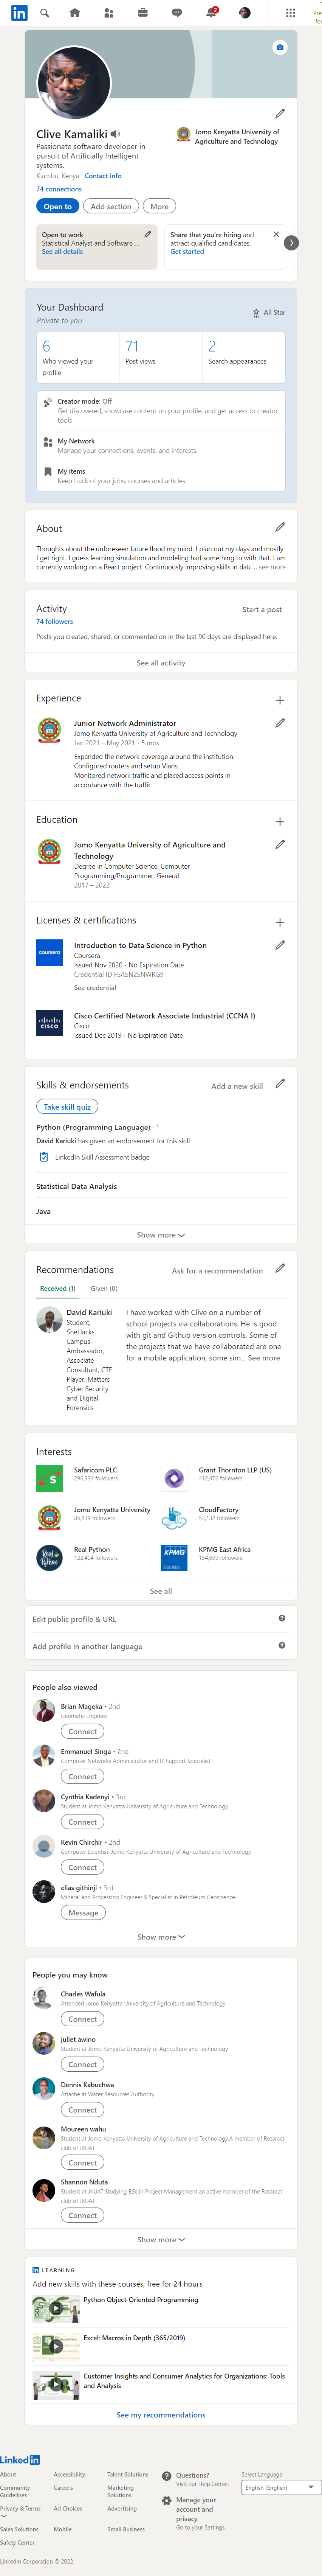 in
2
Pre
for
Clive Kamaliki
Passionate software developer in
pursuit of Artificially Intelligent
systems.
Kiambu, Kenya · Contact info
74 connections
Jomo Kenyatta University of
Agriculture and Technology
Open to
Add section
More
Open to work
Statistical Analyst and Software ...
See all details
Share that you're hiring and
attract qualified candidates.
Get started
Your Dashboard
Private to you
All Star
6
Who viewed your
profile
71
Post views
2
Search appearances
Creator mode: Off
Get discovered, showcase content on your profile, and get access to creator
tools
My Network
Manage your connections, events, and interests.
My items
Keep track of your jobs, courses and articles.
About
Thoughts about the unforeseen future flood my mind. I plan out my days and mostly
I get right. I guess learning simulation and modeling had something to with that. I am
currently working on a React project. Continuously improving skills in dat ... see more
Activity
Start a post
74 followers
Posts you created, shared, or commented on in the last 90 days are displayed here.
See all activity
Experience
Junior Network Administrator
Jomo Kenyatta University of Agriculture and Technology
Jan 2021 – May 2021 · 5 mos
Expanded the network coverage around the institution.
Configured routers and setup Vlans.
Monitored network traffic and placed access points in
accordance with the traffic.
Education
Jomo Kenyatta University of Agriculture and
Technology
Degree in Computer Science, Computer
Programming/Programmer, General
2017 – 2022
Licenses & certifications
coursera
Introduction to Data Science in Python
Coursera
Issued Nov 2020 · No Expiration Date
Credential ID FSASN2SNWRG9
See credential
CISCO
Cisco Certified Network Associate Industrial (CCNA I)
Cisco
Issued Dec 2019 · No Expiration Date
Skills & endorsements
Add a new skill
Take skill quiz
Python (Programming Language) · 1
David Kariuki has given an endorsement for this skill
LinkedIn Skill Assessment badge
Statistical Data Analysis
Java
Show more
Recommendations
Ask for a recommendation
Received (1)
Given (0)
David Kariuki
Student,
SheHacks
Campus
Ambassador,
Associate
Consultant, CTF
Player, Matters
Cyber Security
and Digital
Forensics
I have worked with Clive on a number of
school projects via collaborations. He is good
with git and Github version controls. Some of
the projects that we have collaborated are one
for a mobile application, some sim... See more
Interests
Safaricom PLC
296,934 followers
Grant Thornton LLP (US)
412,476 followers
Jomo Kenyatta University
85,839 followers
CloudFactory
53,132 followers
Real Python
Real Python
122,404 followers
KPMG
KPMG East Africa
154,609 followers
See all
Edit public profile & URL
Add profile in another language
People also viewed
Brian Mageka • 2nd
Geomatic Engineer
Connect
Emmanuel Singa • 2nd
Computer Networks Administrator and IT Support Specialist
Connect
Cynthia Kadenyi • 3rd
Student at Jomo Kenyatta University of Agriculture and Technology
Connect
Kevin Chirchir • 2nd
Computer Scientist. Jomo Kenyatta University of Agriculture and Technology
Connect
elias githinji • 3rd
Mineral and Processing Engineer $ Specialist in Petroleum Geoscience.
Message
Show more
People you may know
Charles Wafula
Attended Jomo Kenyatta University of Agriculture and Technology
Connect
juliet awino
Student at Jomo Kenyatta University of Agriculture and Technology
Connect
Dennis Kabuchwa
Attache at Water Resources Authority
Connect
Moureen wahu
Student at Jomo Kenyatta University of Agriculture and Technology,A member of Rotaract
club of JKUAT
Connect
Shannon Nduta
Student at JKUAT Studying BSc in Project Management an active member of the Rotaract
club of JKUAT
Connect
Show more
in LEARNING
Add new skills with these courses, free for 24 hours
Python Object-Oriented Programming
Excel: Macros in Depth (365/2019)
Customer Insights and Consumer Analytics for Organizations: Tools
and Analysis
See my recommendations
Linked in
About
Accessibility
Talent Solutions
Community
Guidelines
Careers
Marketing
Solutions
Privacy & Terms
Ad Choices
Advertising
Sales Solutions
Mobile
Small Business
Safety Center
Questions?
Visit our Help Center.
Manage your
account and
privacy
Go to your Settings.
Select Language
English (English)
LinkedIn Corporation © 2022